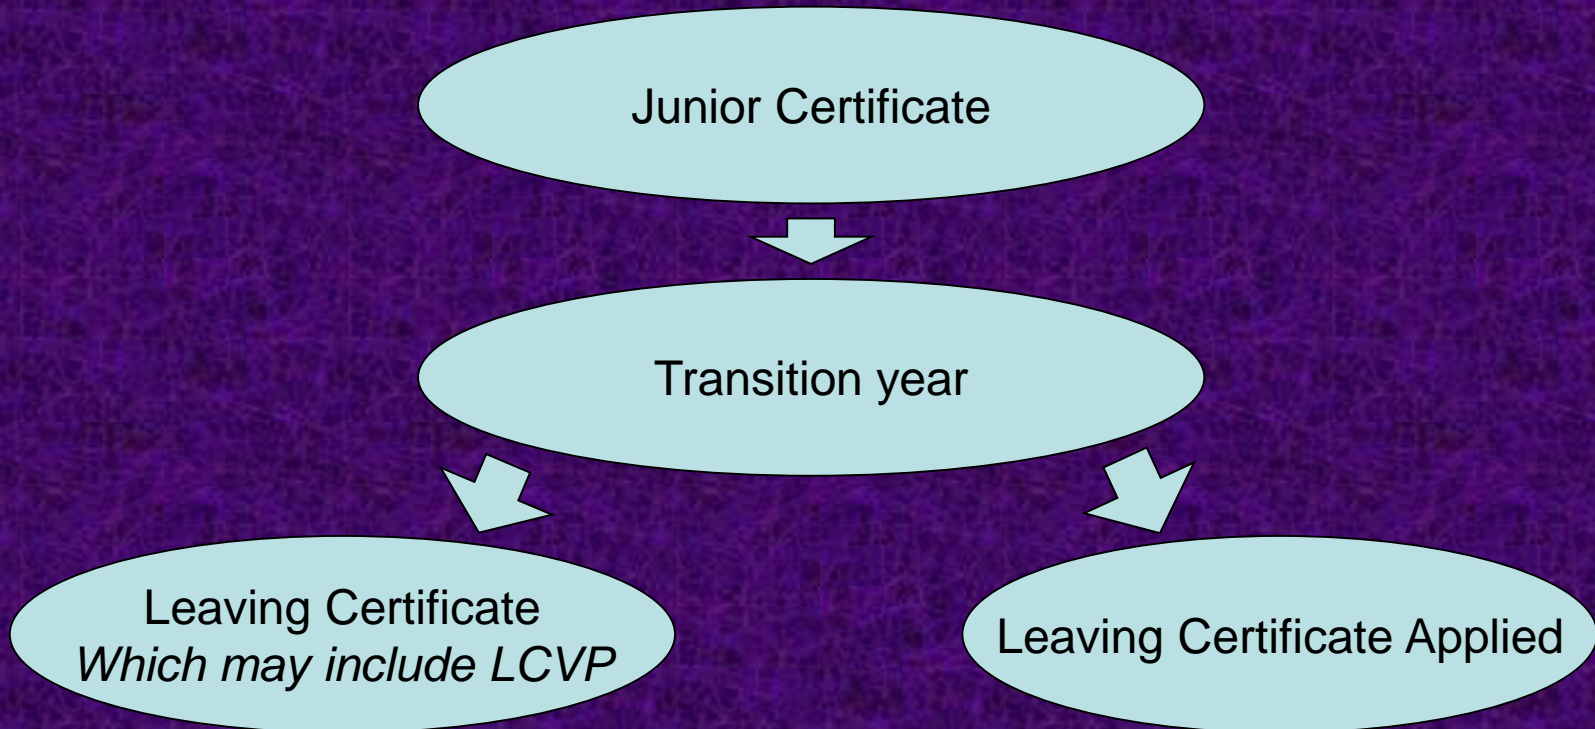 Junior Certificate
Transition year
Leaving Certificate
Which may include LCVP
Leaving Certificate Applied